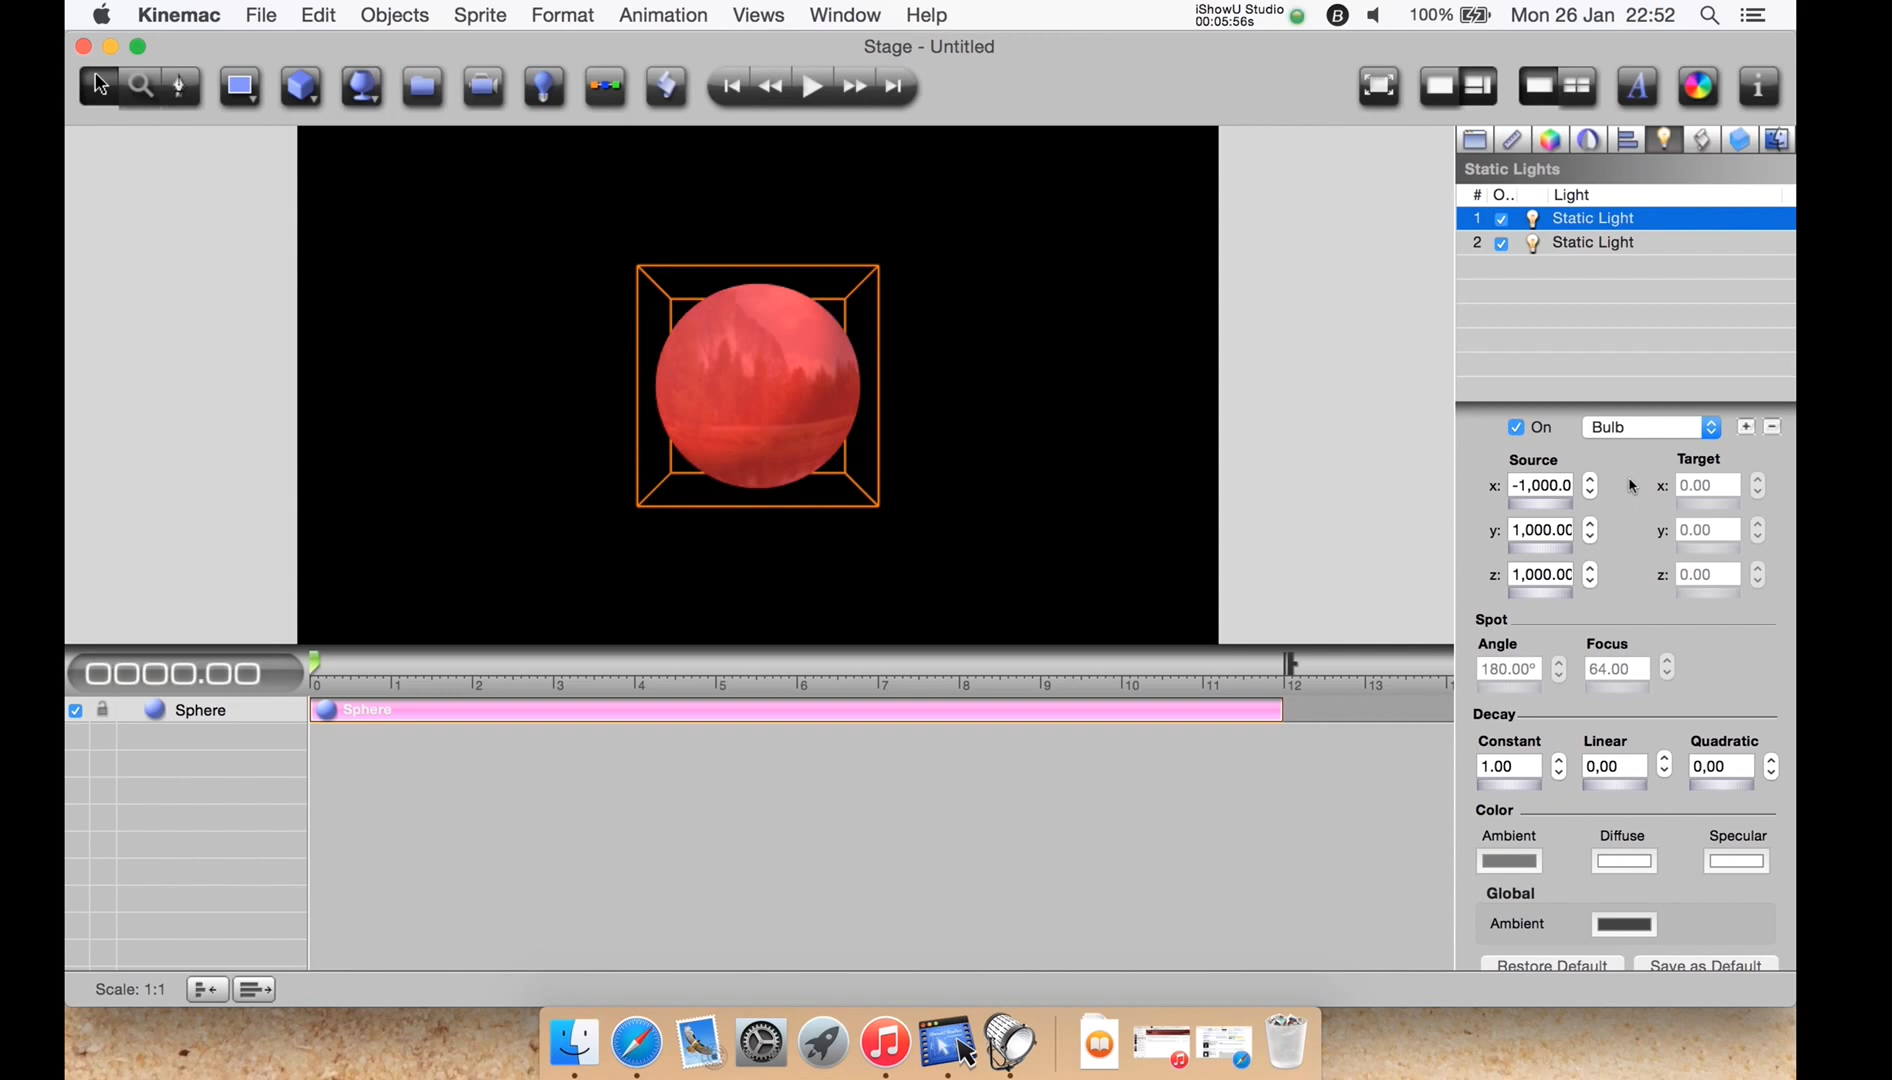 Kinemac File Edit Objects Sprite Format Animation Views Window Help
iShowU Studio
00:05:56s
100% Mon 26 Jan 22:52
Stage - Untitled
Static Lights
# O.. Light
1 Static Light
2 Static Light
On Bulb
Source Target
x: -1,000.0 x: 0.00
y: 1,000.00 y: 0.00
z: 1,000.00 z: 0.00
Spot
Angle Focus
180.00° 64.00
Decay
Constant Linear Quadratic
1.00 0,00 0,00
Color
Ambient Diffuse Specular
Global
Ambient
Restore Default Save as Default
0000.00
0 1 2 3 4 5 6 7 8 9 10 11 12 13
Sphere Sphere
Scale: 1:1